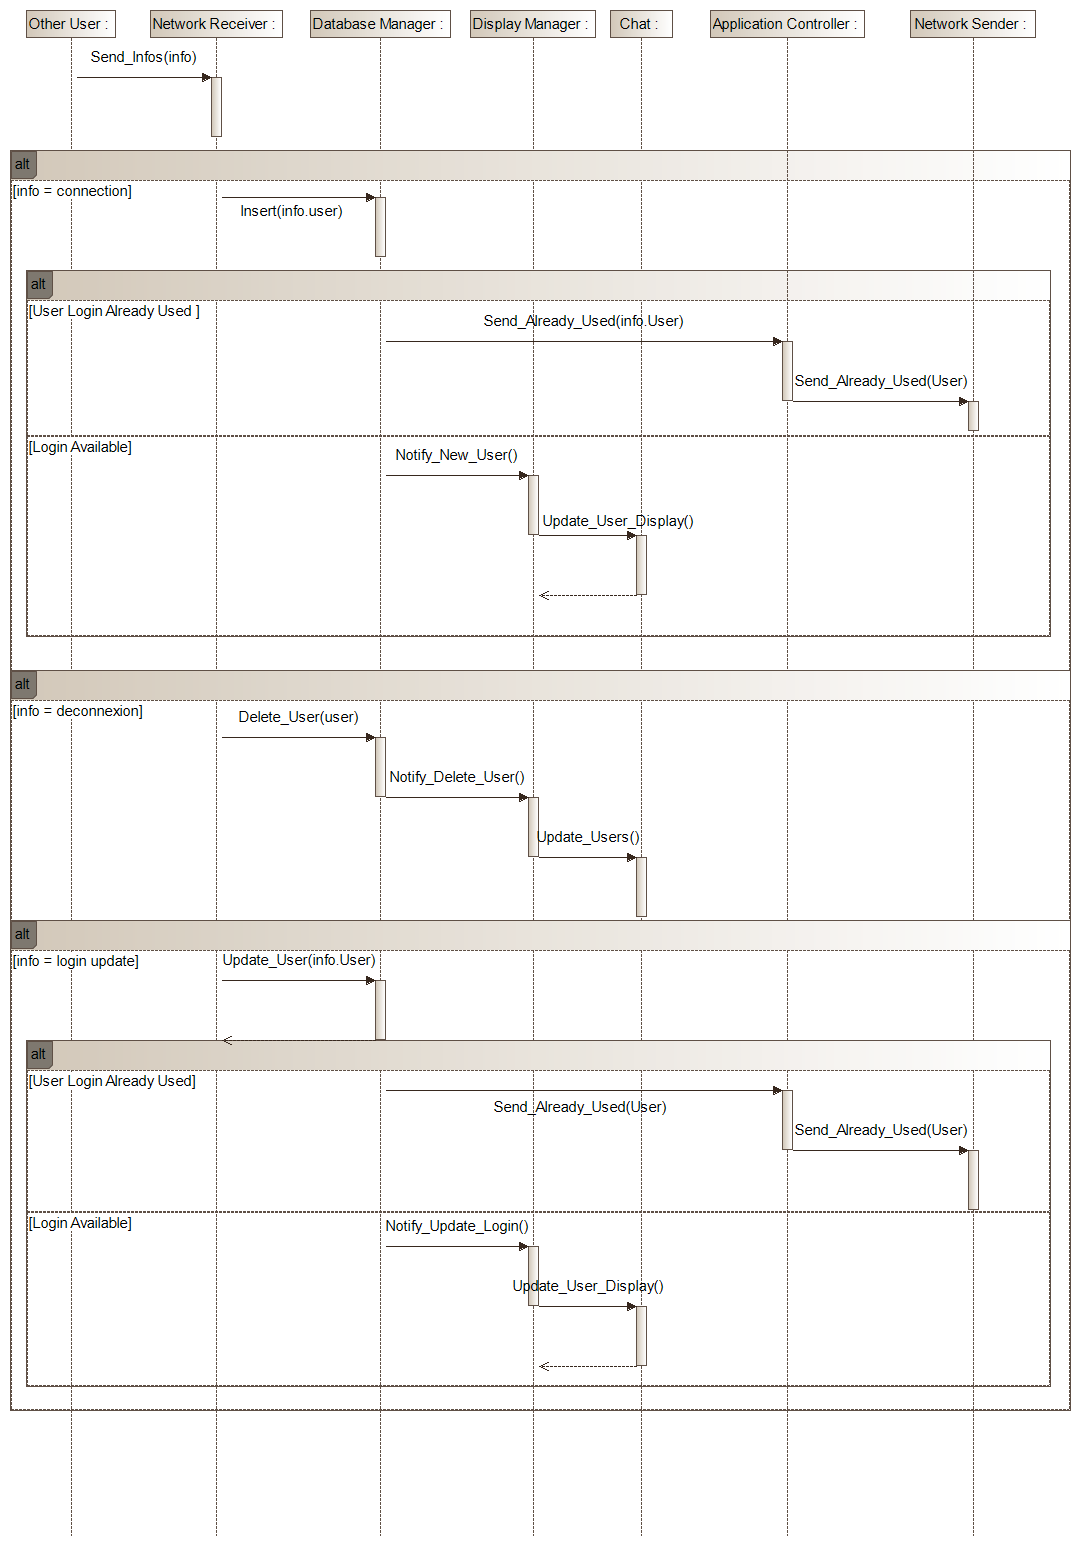 Other User :
Network Receiver :
Database Manager :
Display Manager :
Chat :
Application Controller :
Network Sender :
Send_Infos(info)
alt
[info = connection]
Insert(info.user)
alt
[User Login Already Used ]
Send_Already_Used(info.User)
Send_Already_Used(User)
[Login Available]
Notify_New_User()
Update_User_Display()
alt
[info = deconnexion]
Delete_User(user)
Notify_Delete_User()
Update_Users()
alt
[info = login update]
Update_User(info.User)
alt
[User Login Already Used]
Send_Already_Used(User)
Send_Already_Used(User)
[Login Available]
Notify_Update_Login()
Update_User_Display()